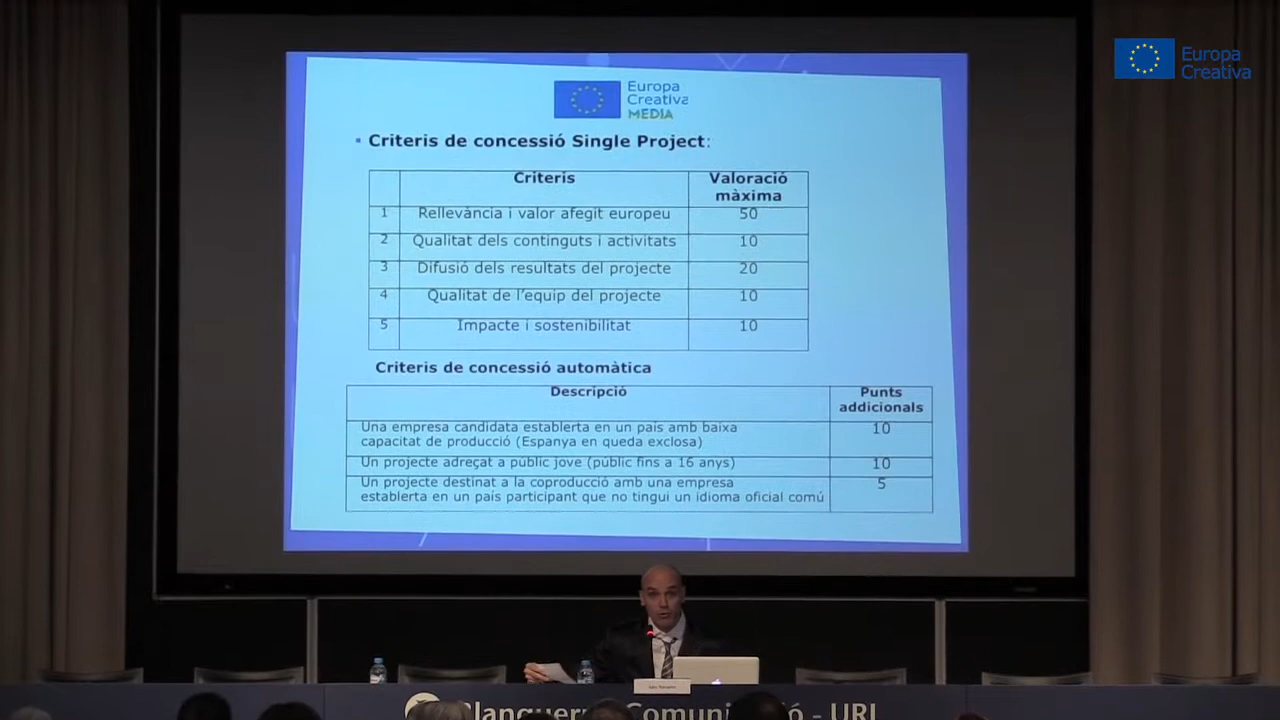 Europa
Creativa
Europa
Creativa
MEDIA
▪ Criteris de concessió Single Project:
Criteris Valoració màxima
1 Rellevància i valor afegit europeu 50
2 Qualitat dels continguts i activitats 10
3 Difusió dels resultats del projecte 20
4 Qualitat de l'equip del projecte 10
5 Impacte i sostenibilitat 10
Criteris de concessió automàtica
Descripció Punts addicionals
Una empresa candidata establerta en un país amb baixa 10
capacitat de producció (Espanya en queda exclosa)
Un projecte adreçat a públic jove (públic fins a 16 anys) 10
Un projecte destinat a la coproducció amb una empresa 5
establerta en un país participant que no tingui un idioma oficial comú
- URL